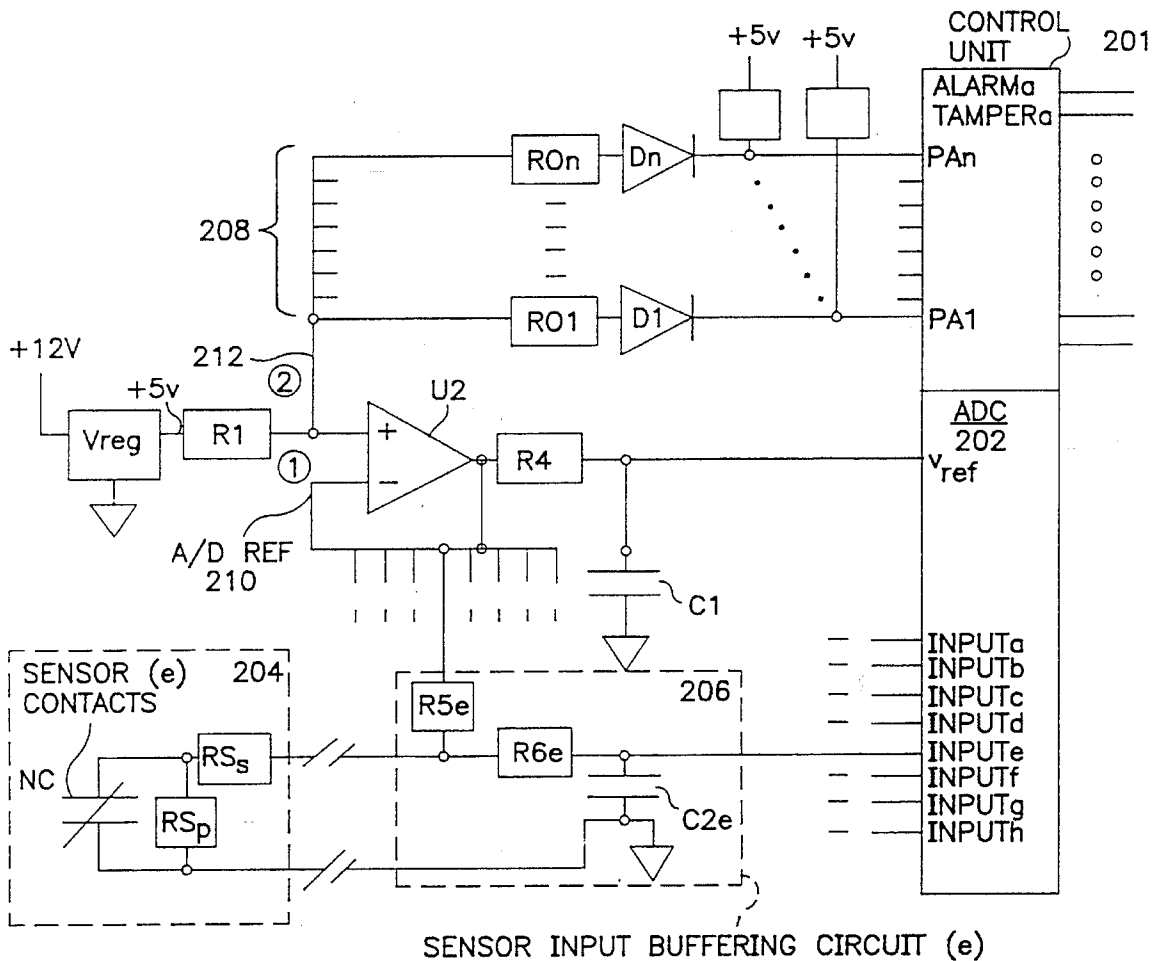 CONTROL
UNIT
201
+5v
+5v
ALARMa
TAMPERa
ROn
Dn
PAn
208
RO1
D1
PA1
+12V
212
②
+5v
U2
Vreg
R1
+
−
①
R4
ADC
202
vref
A/D REF
210
C1
SENSOR (e)
CONTACTS
204
206
INPUTa
INPUTb
INPUTc
INPUTd
INPUTe
INPUTf
INPUTg
INPUTh
R5e
RSs
R6e
NC
RSp
C2e
SENSOR INPUT BUFFERING CIRCUIT (e)